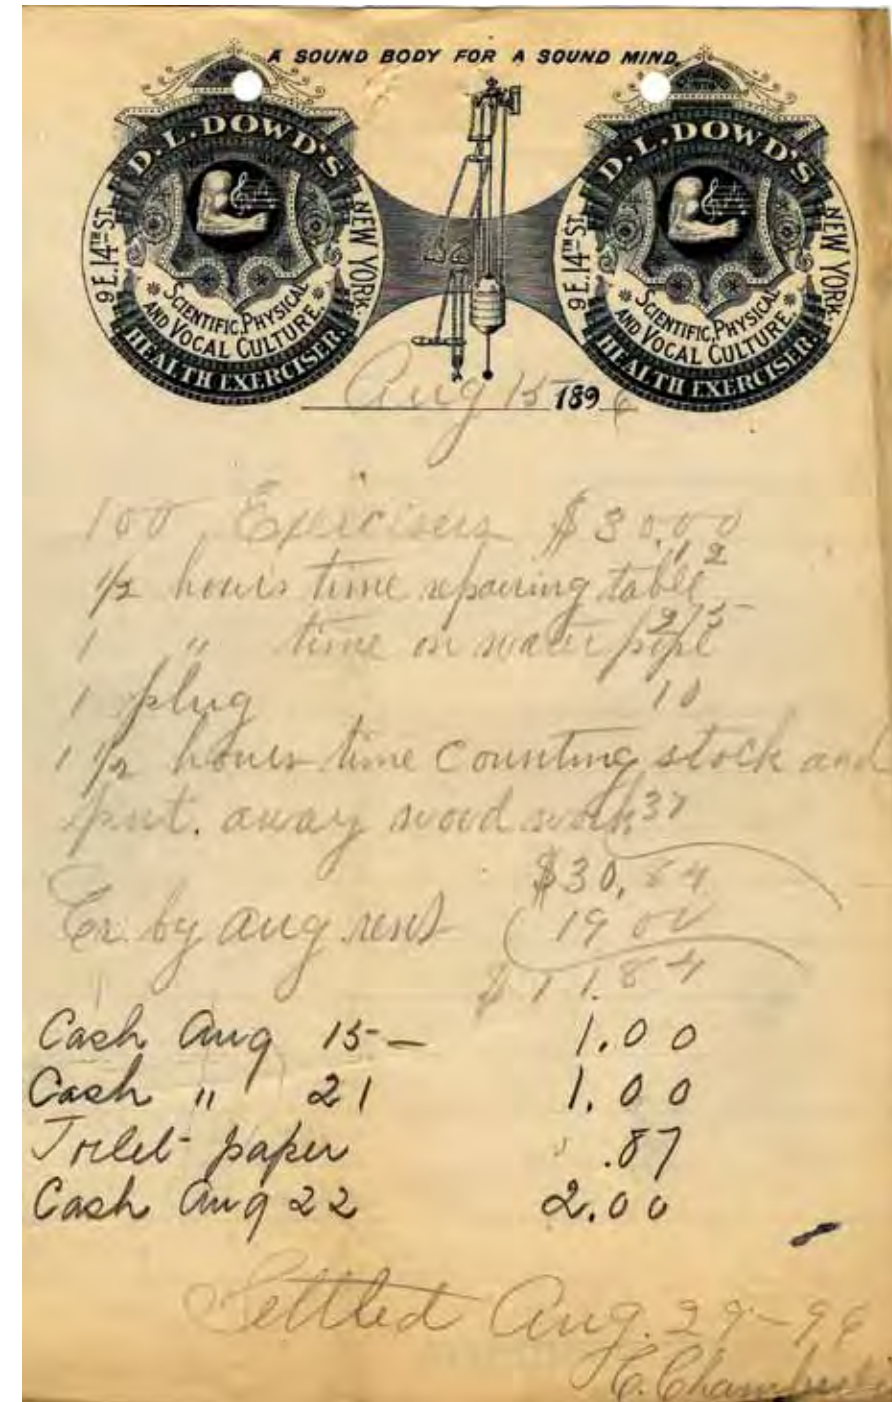 A SOUND BODY FOR A SOUND MIND.
D.L.DOWD'S
9 E.14TH ST.
NEW YORK.
SCIENTIFIC, PHYSICAL
AND VOCAL CULTURE.
HEALTH EXERCISER.
D.L.DOWD'S
9 E.14TH ST.
NEW YORK.
SCIENTIFIC, PHYSICAL
AND VOCAL CULTURE.
HEALTH EXERCISER.
Aug 15 1896
100 Exercisers $30.00
1/2 hours time repairing table 12
1 " time on water pipe 25
1 plug 10
1 1/2 hours time counting stock and
put. away wood work 37
$30,84
Cr. by Aug rent 19 00
$11.84
Cash Aug 15- 1.00
Cash " 21 1.00
Toilet paper .87
Cash Aug 22 2.00
Settled Aug. 29-96